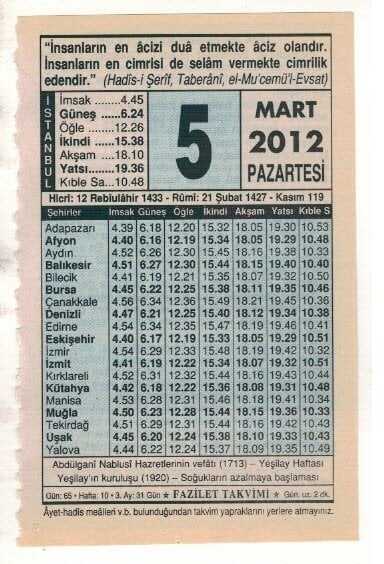 “İnsanların en âcizi duâ etmekte âciz olandır.
İnsanların en cimrisi de selâm vermekte cimrilik
edendir.” (Hadîs-i Şerîf, Taberânî, el-Mu'cemü'l-Evsat)
İSTANBUL
İmsak ........4.45
Güneş ......6.24
Öğle ........12.26
İkindi .....15.38
Akşam ....18.10
Yatsı.......19.36
Kıble Sa...10.48
5
MART
2012
PAZARTESİ
Hicrî: 12 Rebîulâhir 1433 - Rûmî: 21 Şubat 1427 - Kasım 119
Şehirler İmsak Güneş Öğle İkindi Akşam Yatsı Kıble S
Adapazarı 4.39 6.18 12.20 15.32 18.05 19.30 10.53
Afyon 4.40 6.16 12.19 15.34 18.05 19.29 10.48
Aydın 4.52 6.26 12.30 15.45 18.16 19.38 10.33
Balıkesir 4.51 6.27 12.30 15.44 18.15 19.40 10.40
Bilecik 4.41 6.19 12.21 15.35 18.07 19.32 10.50
Bursa 4.45 6.22 12.25 15.38 18.11 19.35 10.46
Çanakkale 4.56 6.34 12.36 15.49 18.21 19.45 10.36
Denizli 4.47 6.21 12.25 15.40 18.12 19.34 10.38
Edirne 4.54 6.34 12.35 15.47 18.19 19.46 10.41
Eskişehir 4.40 6.17 12.19 15.33 18.05 19.29 10.51
İzmir 4.54 6.29 12.33 15.48 18.19 19.42 10.32
İzmit 4.41 6.19 12.22 15.34 18.07 19.32 10.51
Kırklareli 4.52 6.31 12.32 15.44 18.16 19.43 10.44
Kütahya 4.42 6.18 12.22 15.36 18.08 19.31 10.48
Manisa 4.53 6.28 12.31 15.46 18.18 19.41 10.34
Muğla 4.50 6.23 12.28 15.44 18.15 19.36 10.33
Tekirdağ 4.51 6.29 12.31 15.43 18.15 19.41 10.43
Uşak 4.45 6.20 12.24 15.38 18.10 19.33 10.43
Yalova 4.44 6.22 12.24 15.37 18.09 19.35 10.49
Abdülganî Nablusî Hazretlerinin vefâtı (1713) – Yeşilay Haftası
Yeşilay'ın kuruluşu (1920) – Soğukların azalmaya başlaması
Gün: 65 • Hafta: 10 • 3. Ay: 31 Gün ★ FAZİLET TAKVİMİ ★ Gün. uz. 2 dk.
Âyet-hadis meâlleri v.b. bulunduğundan takvim yapraklarını yerlere atmayınız.